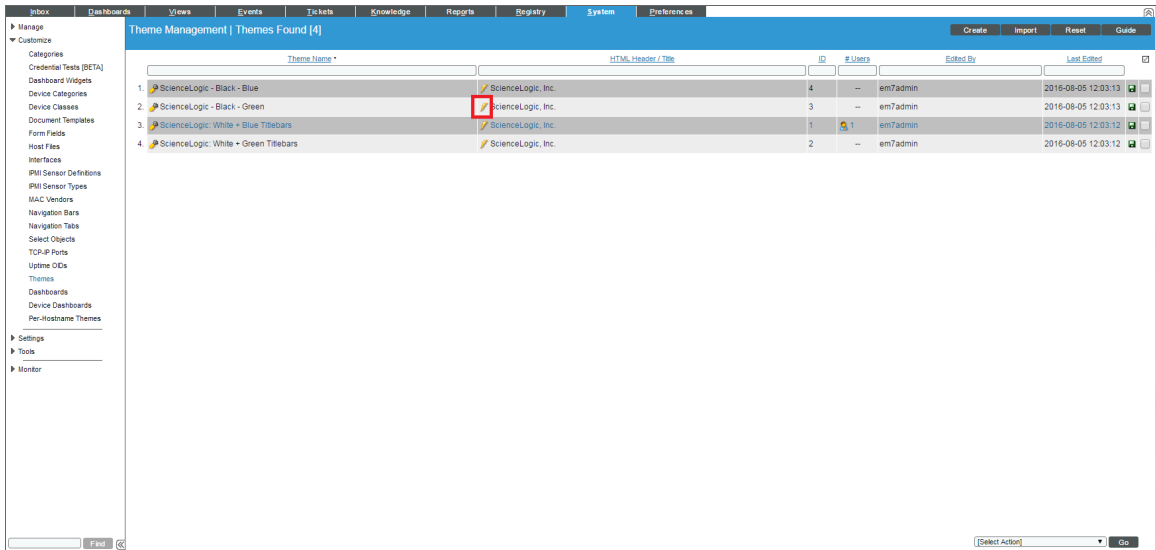 Inbox Dashboards Views Events Tickets Knowledge Reports Registry System Preferences
Manage
Customize
Categories
Credential Tests [BETA]
Dashboard Widgets
Device Categories
Device Classes
Document Templates
Form Fields
Host Files
Interfaces
IPMI Sensor Definitions
IPMI Sensor Types
MAC Vendors
Navigation Bars
Navigation Tabs
Select Objects
TCP-IP Ports
Uptime OIDs
Themes
Dashboards
Device Dashboards
Per-Hostname Themes
Settings
Tools
Monitor
Find
Theme Management | Themes Found [4] Create Import Reset Guide
Theme Name HTML Header / Title ID # Users Edited By Last Edited
1. ScienceLogic - Black - Blue ScienceLogic, Inc. 4 -- em7admin 2016-08-05 12:03:13
2. ScienceLogic - Black - Green ScienceLogic, Inc. 3 -- em7admin 2016-08-05 12:03:13
3. ScienceLogic: White + Blue Titlebars ScienceLogic, Inc. 1 1 em7admin 2016-08-05 12:03:12
4. ScienceLogic: White + Green Titlebars ScienceLogic, Inc. 2 -- em7admin 2016-08-05 12:03:12
[Select Action] Go